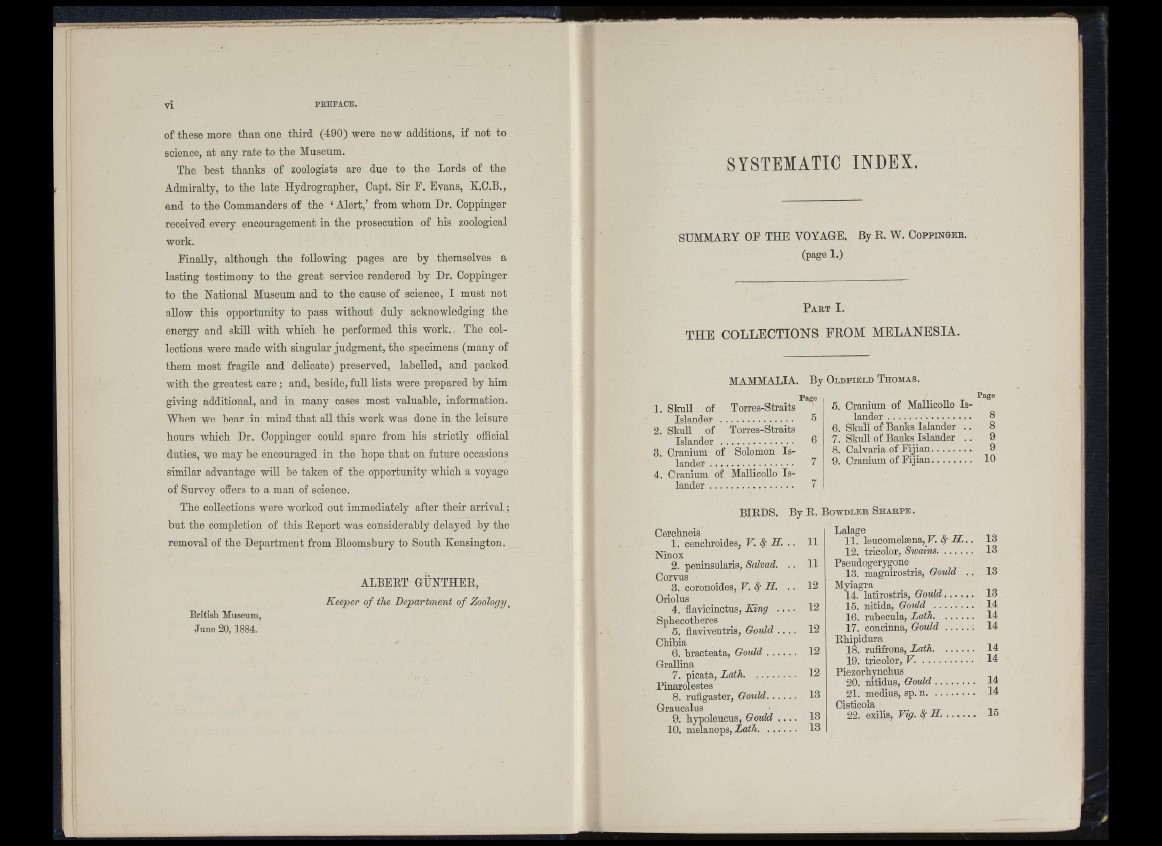 vi
PREFACE.
of these more than one third (490) were new additions, if not to
science, at any rate to the Museum.
The best thanks of zoologists are due to the Lords of the
Admiralty, to the late Hydrographer, Capt. Sir F. Evans, K.C.B.,
and to the Commanders of the ‘Alert,’ from whom Dr. Coppinger
received every encouragement in the prosecution of his zoological
work.
Finally, although the following pages are by themselves a
lasting testimony to the great service rendered by Dr. Coppinger
to the National Museum and to the cause of science, I must not
allow this opportunity to pass without duly acknowledging the
energy and skill with which he performed this work. The col-
lections were made with singular judgment, the specimens (many of
them most fragile and delicate) preserved, labelled, and packed
with the greatest care; and, beside, full lists were prepared by him
giving additional, and in many cases most valuable, information.
When we bear in mind that all this work was done in the leisure
hours which Dr. Coppinger could spare from his strictly official
duties, we may be encouraged in the hope that on future occasions
similar advantage will be taken of the opportunity which a voyage
of Survey offers to a man of science.
The collections were worked out immediately after their arrival;
but the completion of this Report was considerably delayed by the
removal of the Department from Bloomsbury to South Kensington.
ALBERT GÜNTHER,
Keeper of the Department of Zoology.
British Museum,
June 20, 1884.
SYSTEMATIC INDEX.
SUMMARY OF THE VOYAGE. By R. W. COPPINGER.
(page 1.)
PART I.
THE COLLECTIONS FROM MELANESIA.
MAMMALIA. By OLDFIELD THOMAS.
Page
1. Skull of Torres-Straits
Islander .............. 5
2. Skull of Torres-Straits
Islander .............. 6
3. Cranium of Solomon Is-
lander ................ 7
4. Cranium of Mallicollo Is-
lander ................ 7
Page
5. Cranium of Mallicollo Is-
lander ................ 8
6. Skull of Banks Islander .. 8
7. Skull of Banks Islander .. 9
8. Calvaria of Fijian........ 9
9. Cranium of Fijian........ 10
BIRDS. By R. BOWDLER SHARPE.
Cerchneis
1. cenchroides, V. & H. .. 11
Ninox
2. peninsularis, Salvad. .. 11
Corvus
3. coronoides, V. & H. .. 12
Oriolus
4. flavicinctus, King .... 12
Sphecotheres
5. flaviventris, Gould .... 12
Chibia
6. bracteata, Gould ...... 12
Grallina
7. picata, Lath. ........ 12
Pinarolestes
8. rufigaster, Gould...... 13
Graucalus
9. hypoleucus, Gould .... 13
10. melanops, Lath. ...... 13
Lalage
11. leucomelæna, V. & H... 13
12. tricolor, Swains. ...... 13
Pseudogerygone
13. magnirostris, Gould .. 13
Myiagra
14. latirostris, Gould...... 13
15. nitida, Gould ........ 14
16. rubecula, Lath. ...... 14
17. concinna, Gould ...... 14
Rhipidura
18. rufifrons, Lath. ...... 14
19. tricolor, V. .......... 14
Piezorhynchus
20. nitidus, Gould ........ 14
21. medius, sp. n. ........ 14
Cisticola
22. exilis, Vig. & H. ...... 15